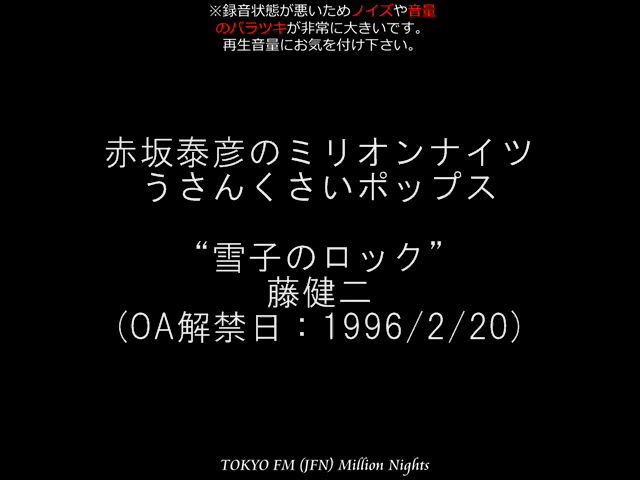 ※録音状態が悪いためノイズや音量
のバラツキが非常に大きいです。
再生音量にお気を付け下さい。
赤坂泰彦のミリオンナイツ
うさんくさいポップス
“雪子のロック”
藤健二
(OA解禁日：1996/2/20)
TOKYO FM (JFN) Million Nights